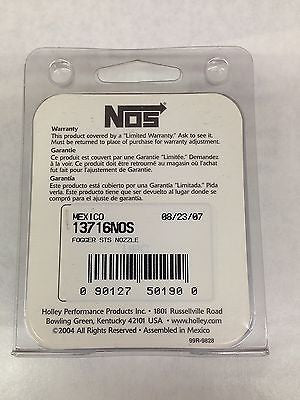 NOS
Warranty
This product covered by a "Limited Warranty." Ask to see it.
Must be returned to place of purchase for warranty adjustment.
Garantie
Ce produit est couvert par une Garantie "Limitée." Demandez
à la voir. Ce produit doit être retourné au magasin où l'achat
fut fait pour l'ajustement de Garantie.
Garantía
Este producto está cubierto por una Garantía "Limitada." Pida
verla. Este producto tiene que ser devuelto al lugar donde se
compró para el ajuste de garantía.
MEXICO 08/23/07
13716NOS
FOGGER STS NOZZLE
0 90127 50190 0
Holley Performance Products Inc. • 1801 Russellville Road
Bowling Green, Kentucky 42101 US • www.holley.com
©2004 All Rights Reserved • Assembled in Mexico
99R-9828